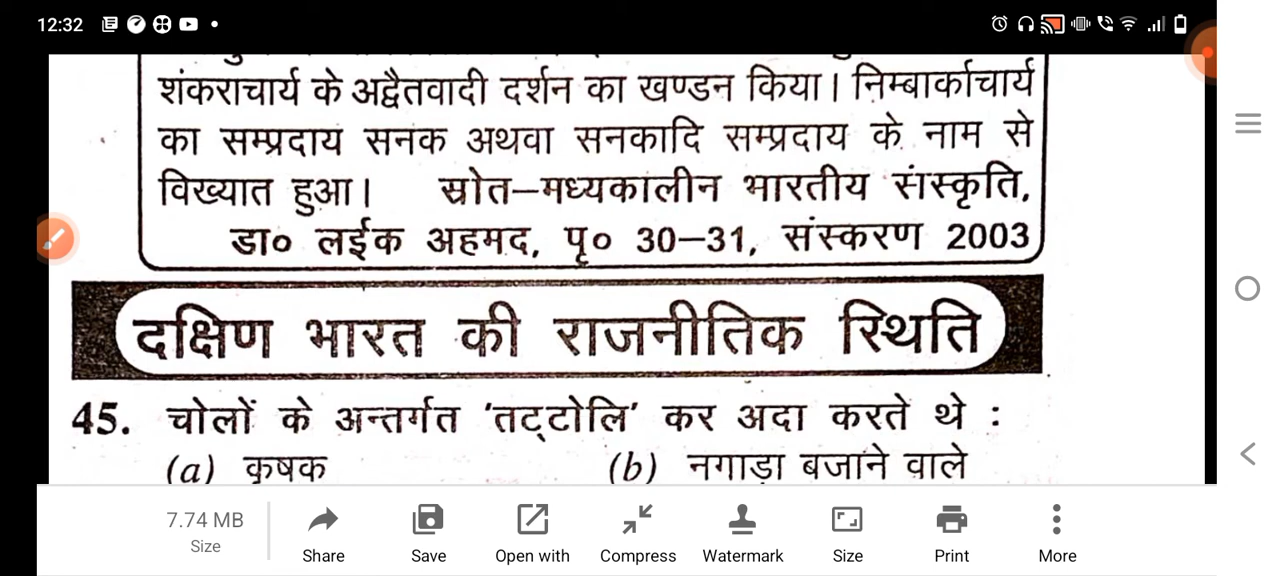 12:32
शंकराचार्य के अद्वैतवादी दर्शन का खण्डन किया। निम्बार्काचार्य
का सम्प्रदाय सनक अथवा सनकादि सम्प्रदाय के नाम से
विख्यात हुआ। स्रोत–मध्यकालीन भारतीय संस्कृति,
डा० लईक अहमद, पृ० 30–31, संस्करण 2003
दक्षिण भारत की राजनीतिक स्थिति
45. चोलों के अन्तर्गत 'तट्टोलि' कर अदा करते थे :
(a) कृषक (b) नगाड़ा बजाने वाले
7.74 MB
Size
Share Save Open with Compress Watermark Size Print More